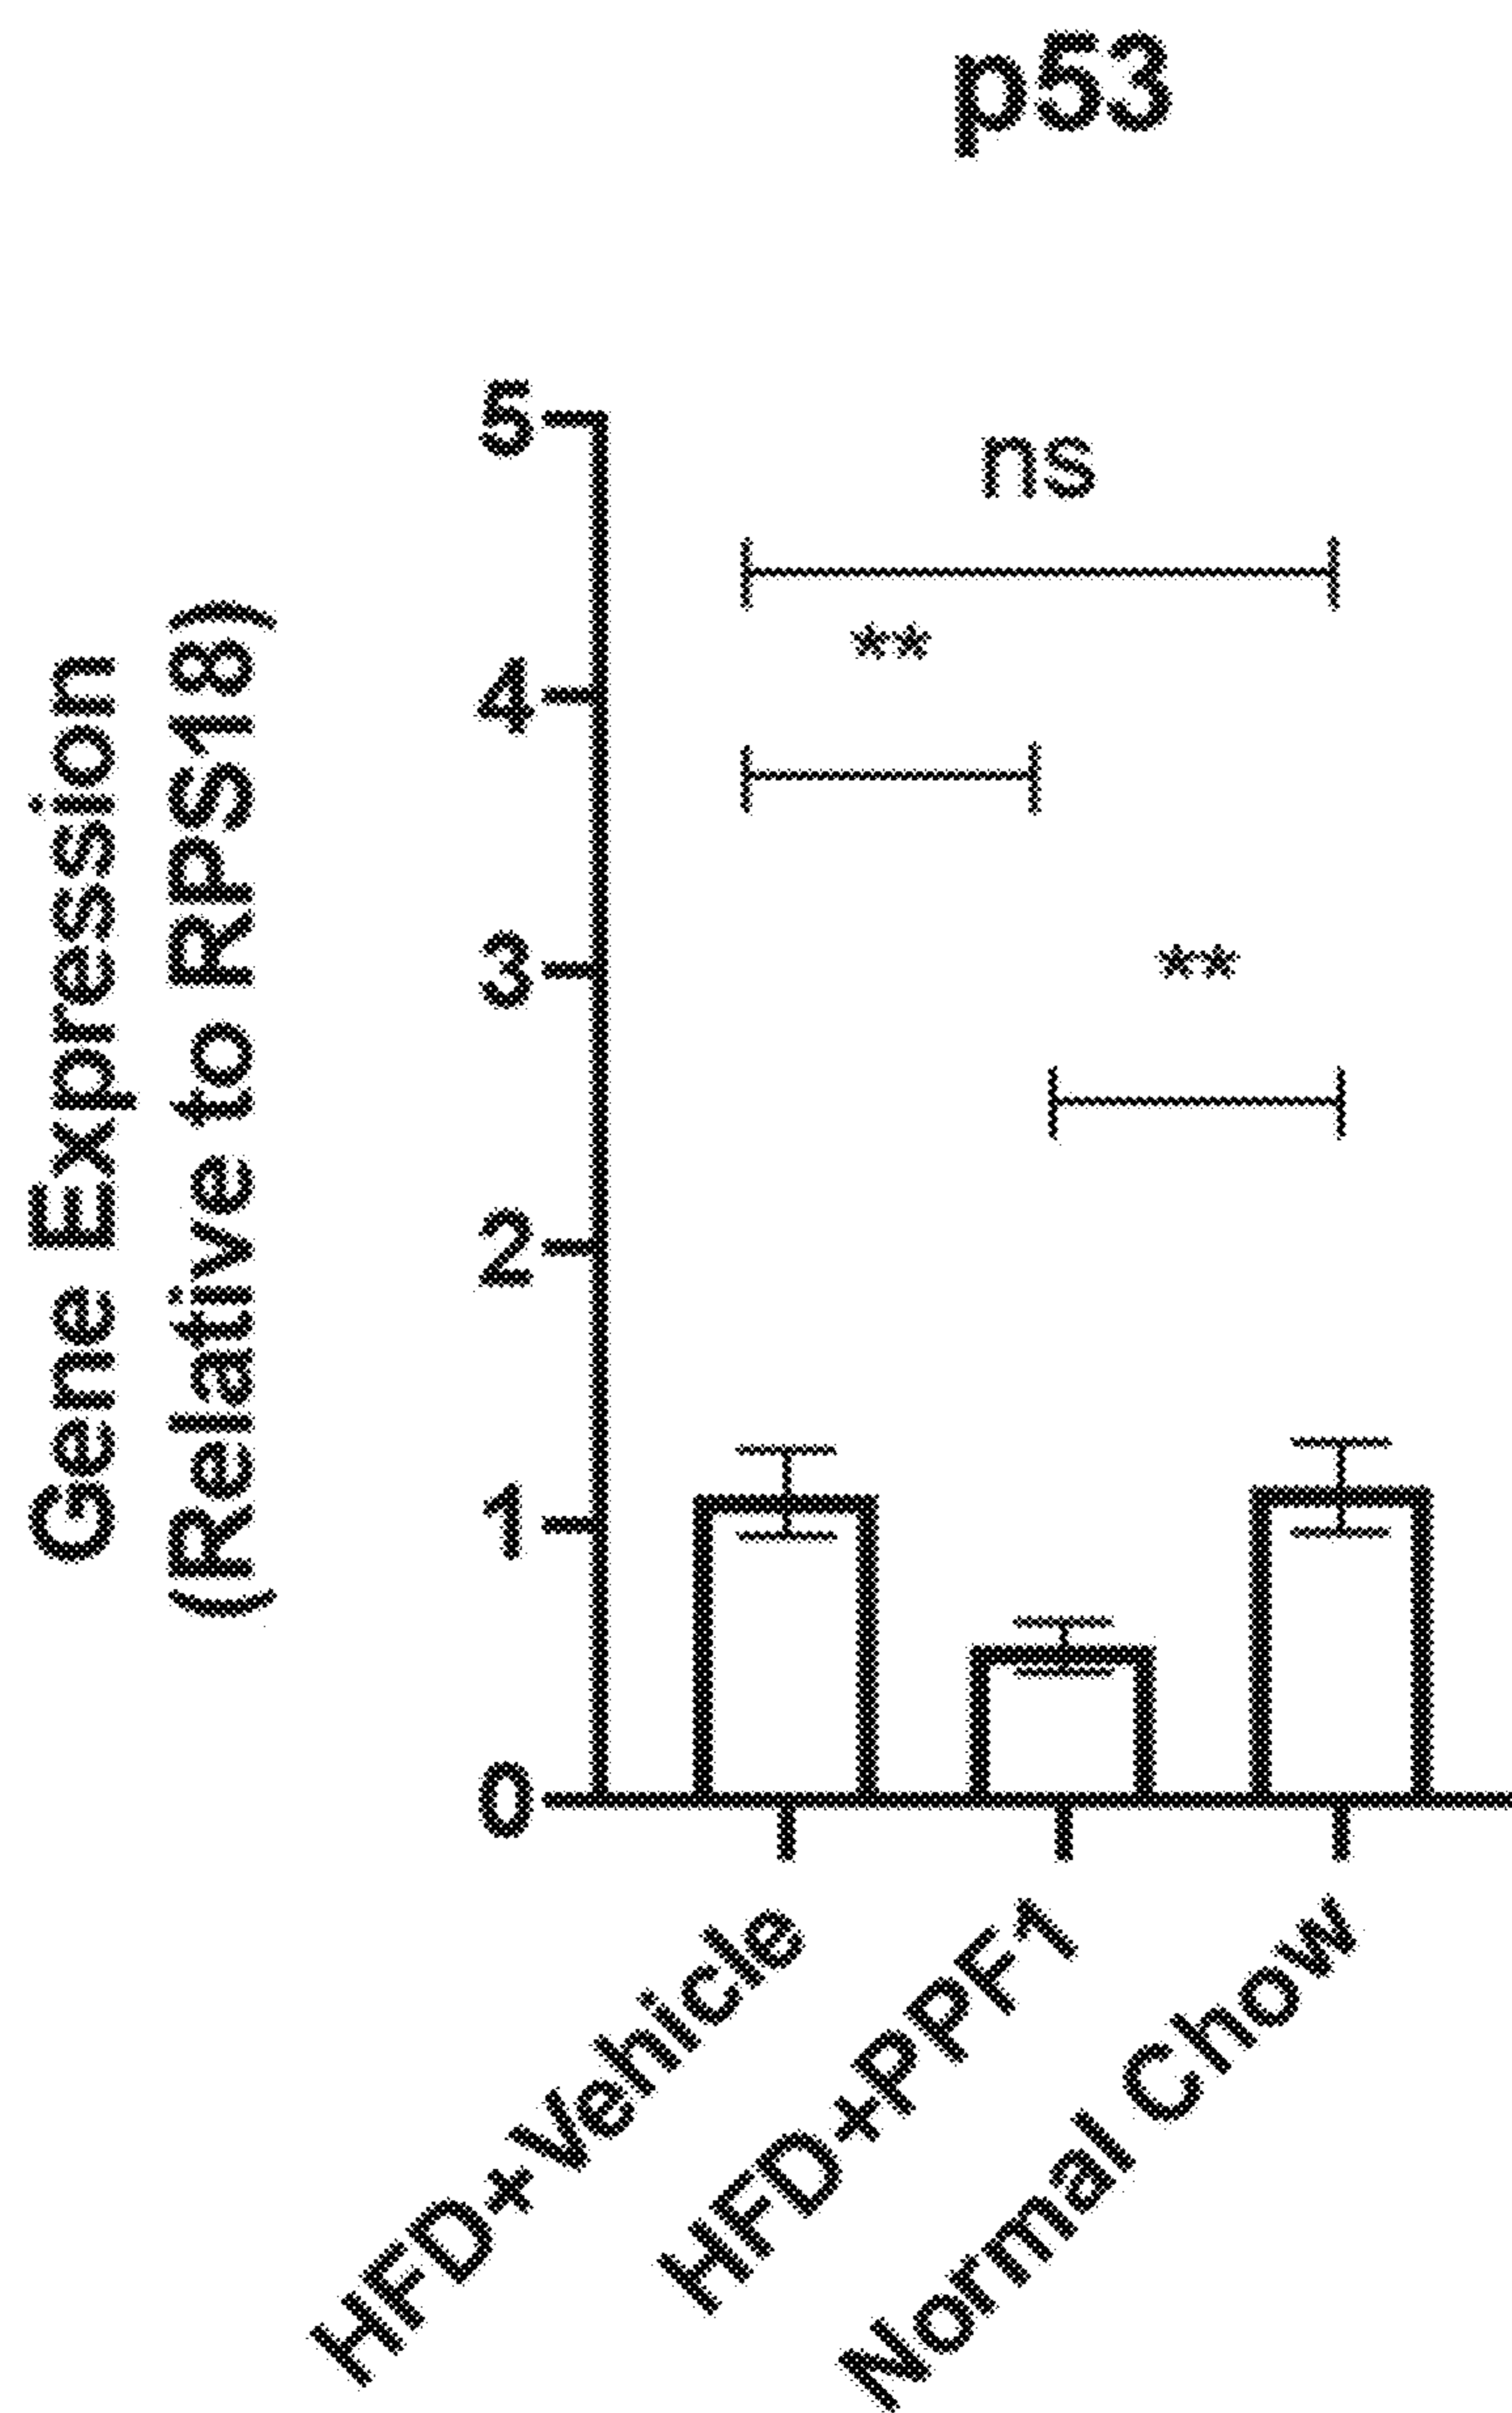 p53
Gene Expression
(Relative to RPS18)
5
4
3
2
1
0
ns
**
**
HFD+Vehicle
HFD+PPF1
Normal Chow